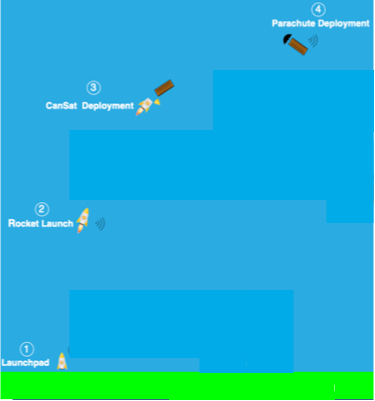 4
Parachute Deployment
3
CanSat Deployment
2
Rocket Launch
1
Launchpad